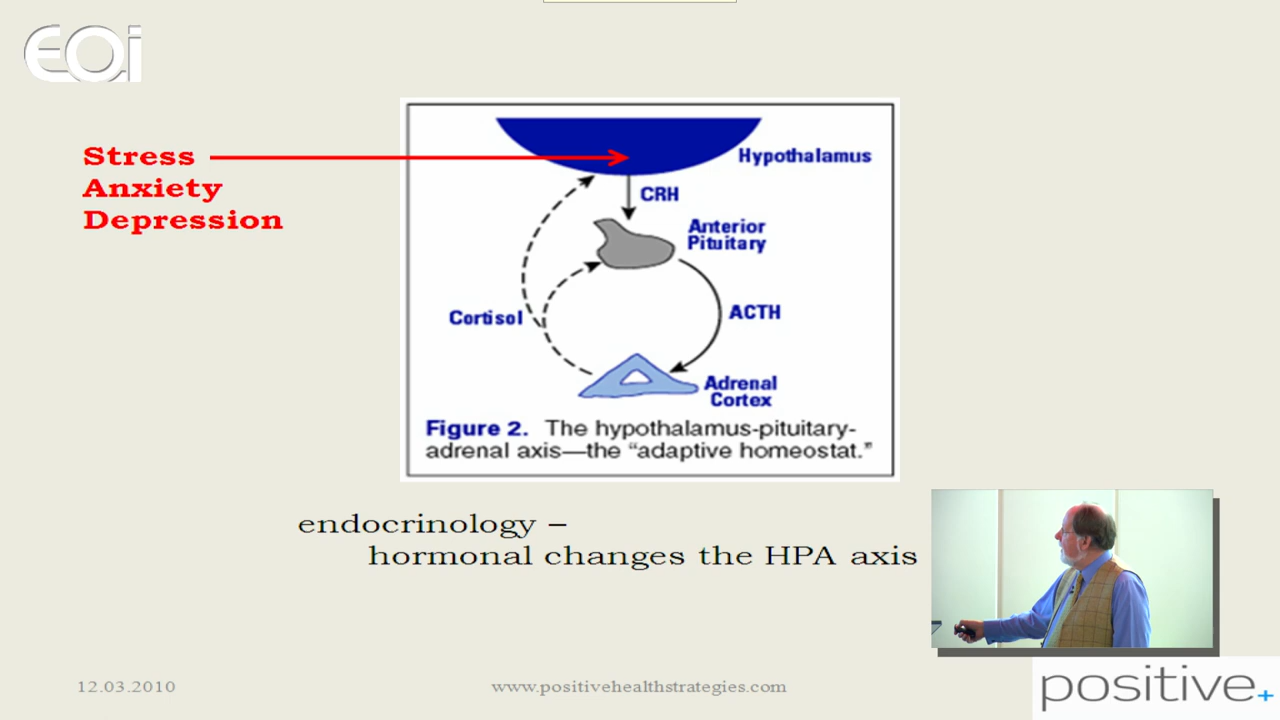 EQi
Stress
Anxiety
Depression
Hypothalamus
CRH
Anterior
Pituitary
Cortisol
ACTH
Adrenal
Cortex
Figure 2. The hypothalamus-pituitary-
adrenal axis—the “adaptive homeostat.”
endocrinology –
hormonal changes the HPA axis
12.03.2010
www.positivehealthstrategies.com
positive+